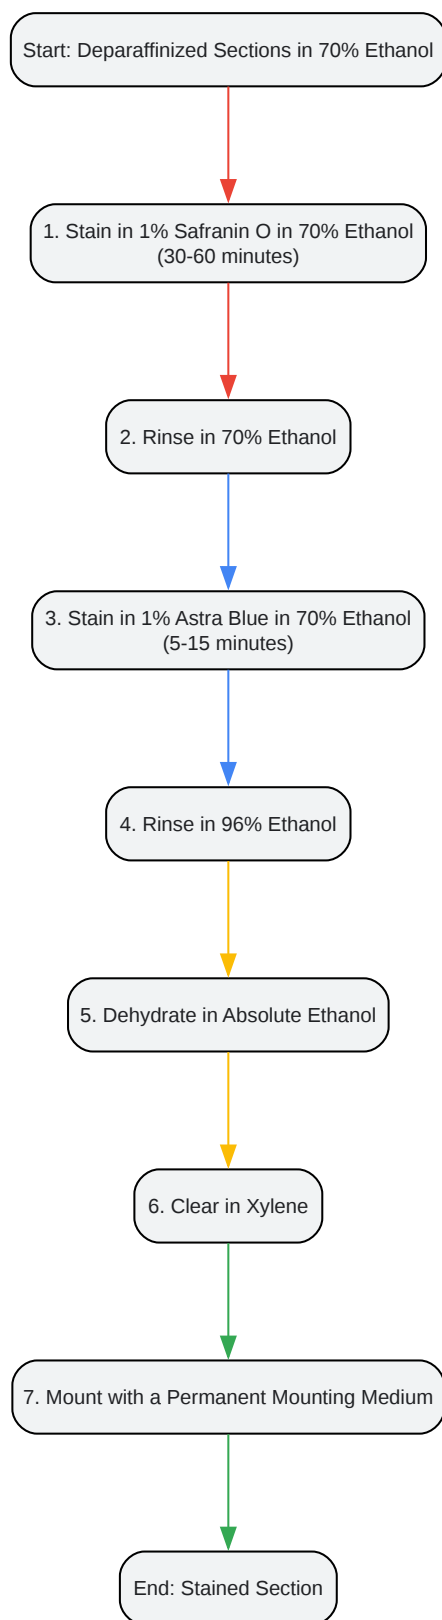 Start: Deparaffinized Sections in 70% Ethanol
1. Stain in 1% Safranin O in 70% Ethanol
(30-60 minutes)
2. Rinse in 70% Ethanol
3. Stain in 1% Astra Blue in 70% Ethanol
(5-15 minutes)
4. Rinse in 96% Ethanol
5. Dehydrate in Absolute Ethanol
6. Clear in Xylene
7. Mount with a Permanent Mounting Medium
End: Stained Section